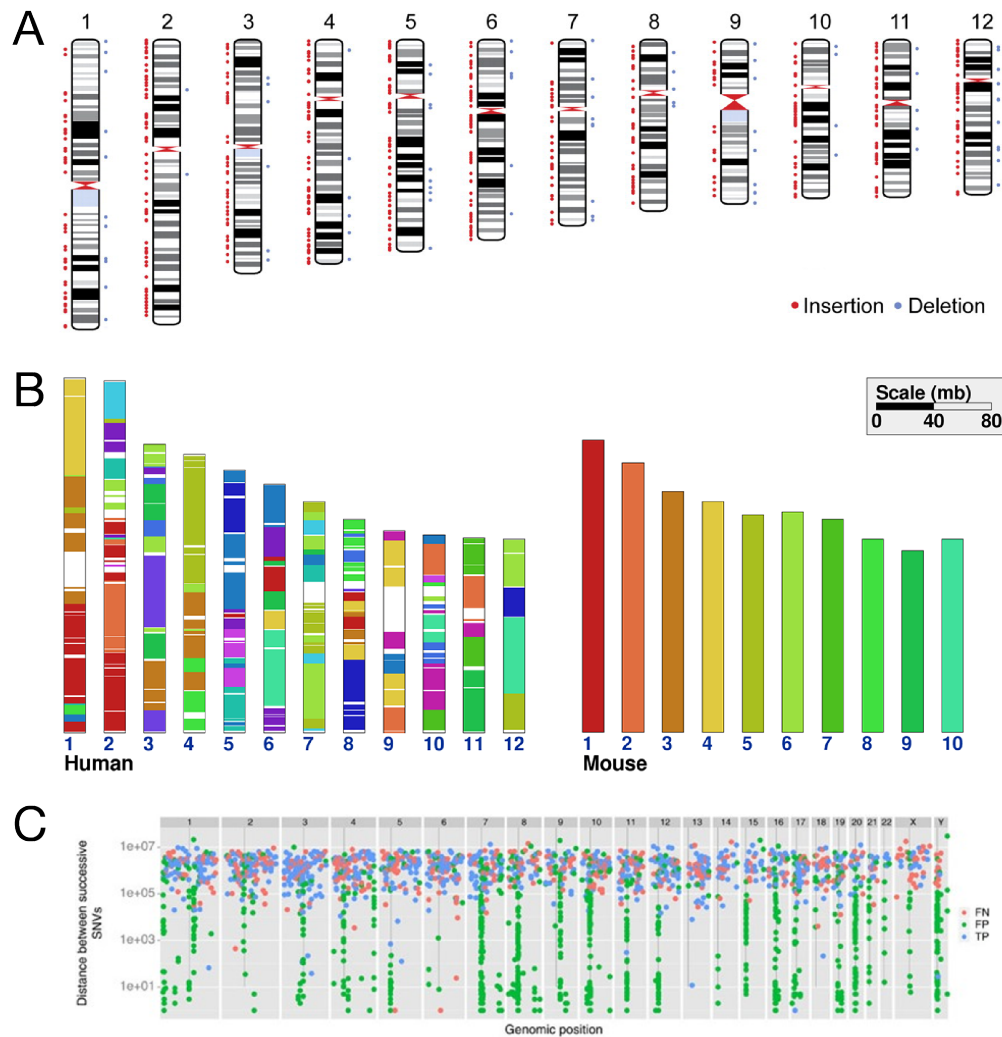 A
1 2 3 4 5 6 7 8 9 10 11 12
Insertion Deletion
B
Scale (mb)
0 40 80
1 2 3 4 5 6 7 8 9 10 11 12
Human
1 2 3 4 5 6 7 8 9 10
Mouse
C
1 2 3 4 5 6 7 8 9 10 11 12 13 14 15 16 17 18 19 20 21 22 X Y
Distance between successive
SNVs
1e+07
1e+05
1e+03
1e+01
FN
FP
TP
Genomic position